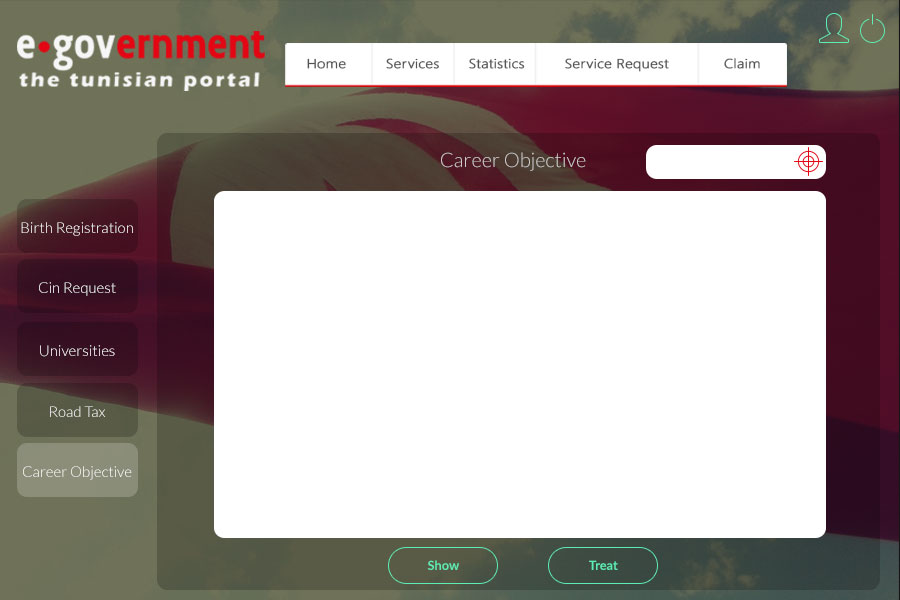 e•government
the tunisian portal
Home
Services
Statistics
Service Request
Claim
Career Objective
Birth Registration
Cin Request
Universities
Road Tax
Career Objective
Show
Treat